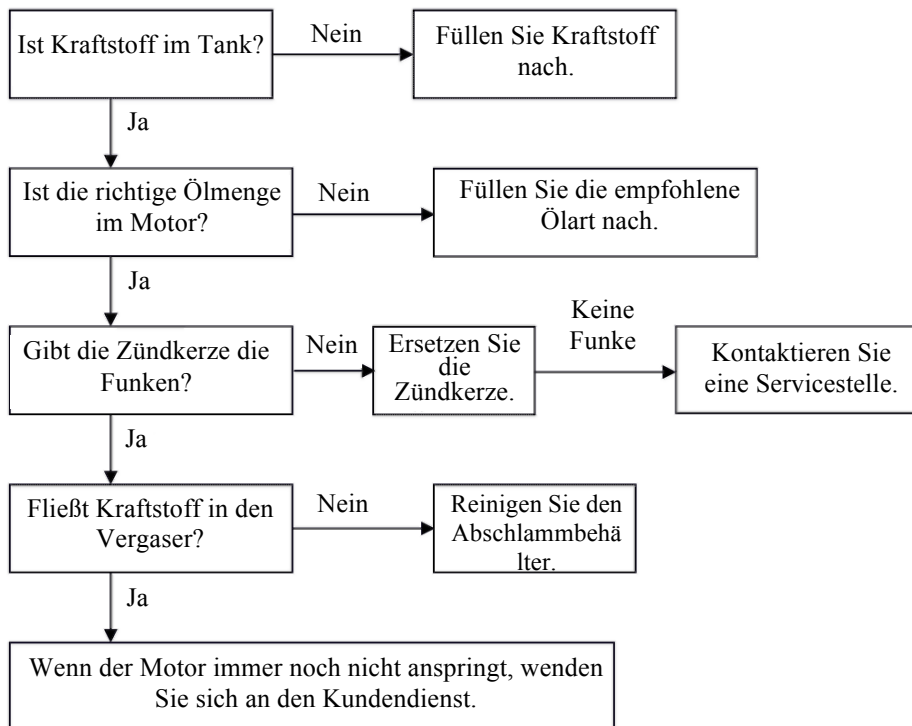 Ist Kraftstoff im Tank?
Nein
Füllen Sie Kraftstoff
nach.
Ja
Ist die richtige Ölmenge
im Motor?
Nein
Füllen Sie die empfohlene
Ölart nach.
Ja
Gibt die Zündkerze die
Funken?
Nein
Ersetzen Sie
die
Zündkerze.
Keine
Funke
Kontaktieren Sie
eine Servicestelle.
Ja
Fließt Kraftstoff in den
Vergaser?
Nein
Reinigen Sie den
Abschlammbehä
lter.
Ja
Wenn der Motor immer noch nicht anspringt, wenden
Sie sich an den Kundendienst.